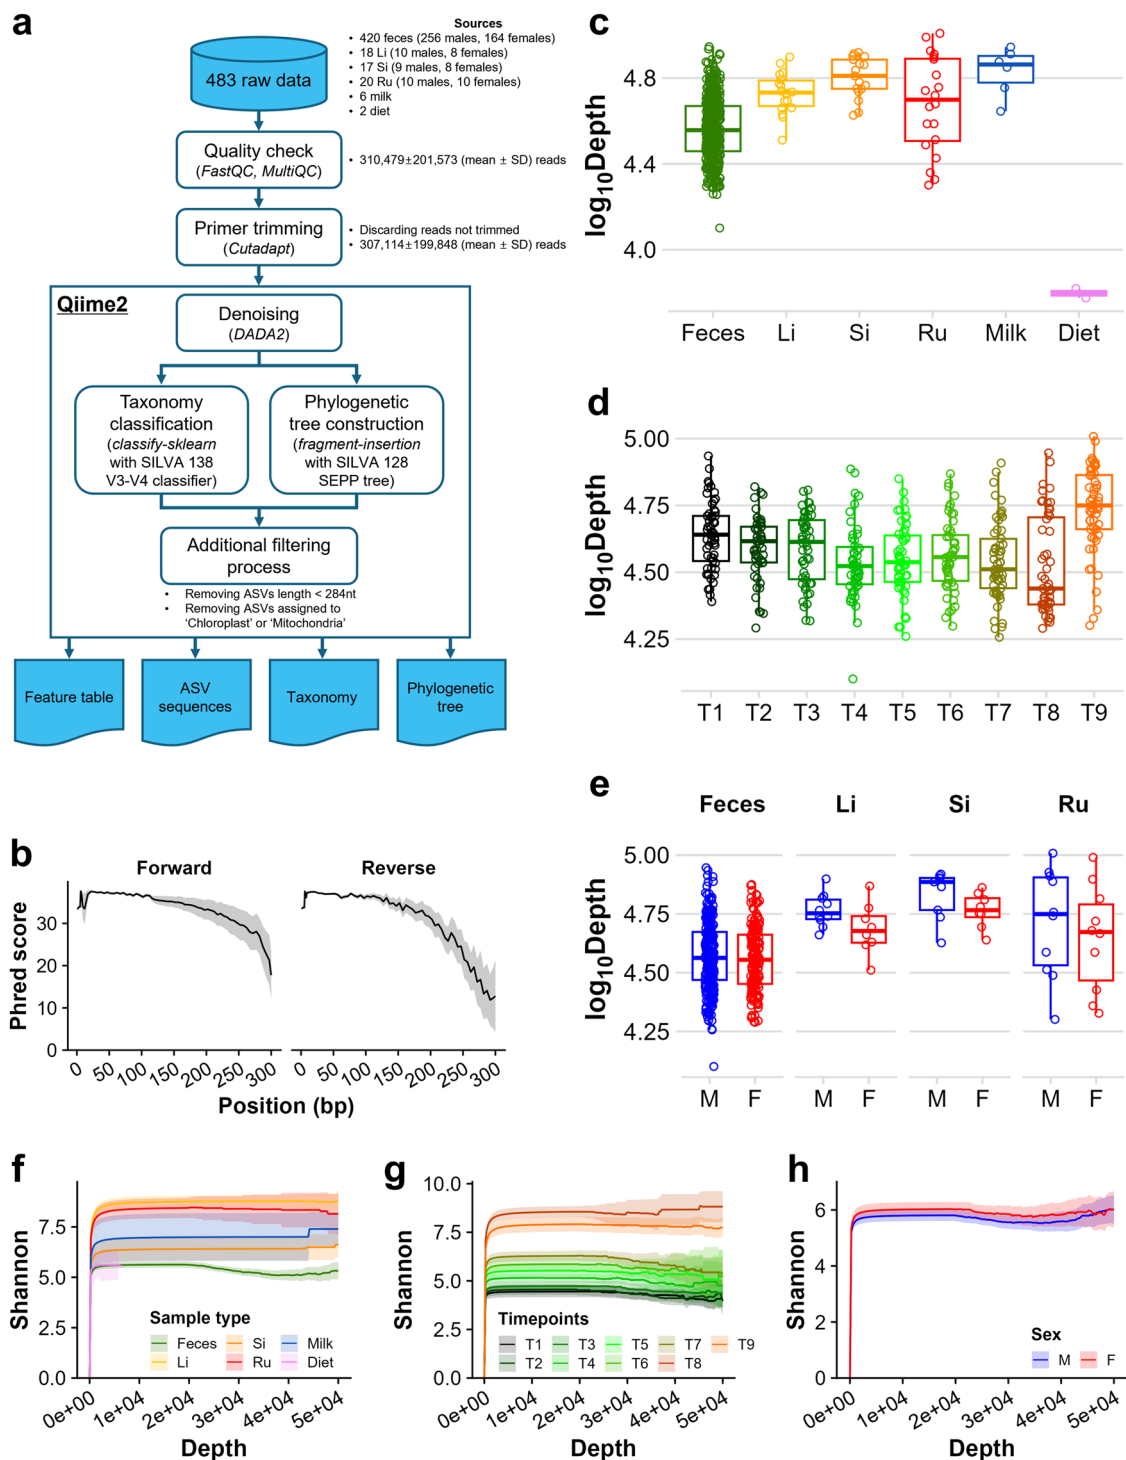 a
Sources
483 raw data
• 420 feces (256 males, 164 females)
• 18 Li (10 males, 8 females)
• 17 Si (9 males, 8 females)
• 20 Ru (10 males, 10 females)
• 6 milk
• 2 diet
Quality check
(FastQC, MultiQC)
• 310,479±201,573 (mean ± SD) reads
Primer trimming
(Cutadapt)
• Discarding reads not trimmed
• 307,114±199,848 (mean ± SD) reads
Qiime2
Denoising
(DADA2)
Taxonomy
classification
(classify-sklearn
with SILVA 138
V3-V4 classifier)
Phylogenetic
tree construction
(fragment-insertion
with SILVA 128
SEPP tree)
Additional filtering
process
• Removing ASVs length < 284nt
• Removing ASVs assigned to
‘Chloroplast’ or ‘Mitochondria’
Feature table
ASV
sequences
Taxonomy
Phylogenetic
tree
b
Forward
Reverse
Phred score
30
20
10
0
0 50 100 150 200 250 300
0 50 100 150 200 250 300
Position (bp)
c
log10Depth
4.8
4.4
4.0
Feces Li Si Ru Milk Diet
d
log10Depth
5.00
4.75
4.50
4.25
T1 T2 T3 T4 T5 T6 T7 T8 T9
e
Feces Li Si Ru
log10Depth
5.00
4.75
4.50
4.25
M F M F M F M F
f
Shannon
7.5
5.0
2.5
0.0
Sample type
Feces Si Milk
Li Ru Diet
0e+00 1e+04 2e+04 3e+04 4e+04 5e+04
Depth
g
Shannon
10.0
7.5
5.0
2.5
0.0
Timepoints
T1 T3 T5 T7 T9
T2 T4 T6 T8
0e+00 1e+04 2e+04 3e+04 4e+04 5e+04
Depth
h
Shannon
6
4
2
0
Sex
M F
0e+00 1e+04 2e+04 3e+04 4e+04 5e+04
Depth